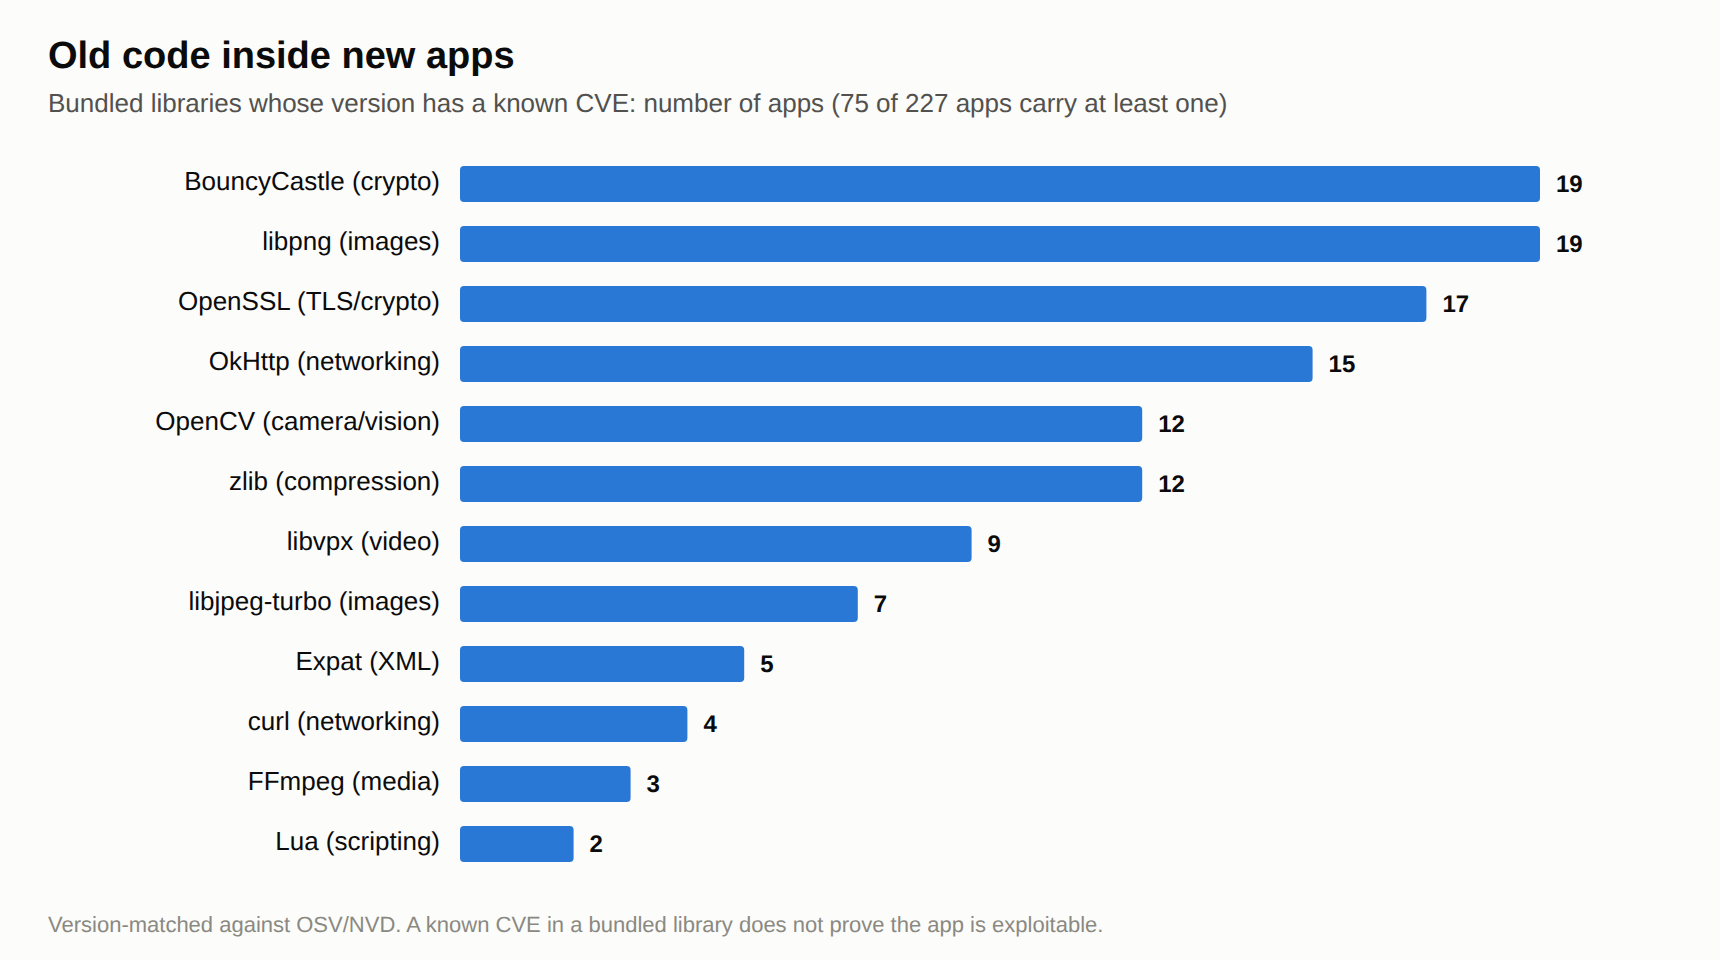 Old code inside new apps
Bundled libraries whose version has a known CVE: number of apps (75 of 227 apps carry at least one)
BouncyCastle (crypto) 19
libpng (images) 19
OpenSSL (TLS/crypto) 17
OkHttp (networking) 15
OpenCV (camera/vision) 12
zlib (compression) 12
libvpx (video) 9
libjpeg-turbo (images) 7
Expat (XML) 5
curl (networking) 4
FFmpeg (media) 3
Lua (scripting) 2
Version-matched against OSV/NVD. A known CVE in a bundled library does not prove the app is exploitable.